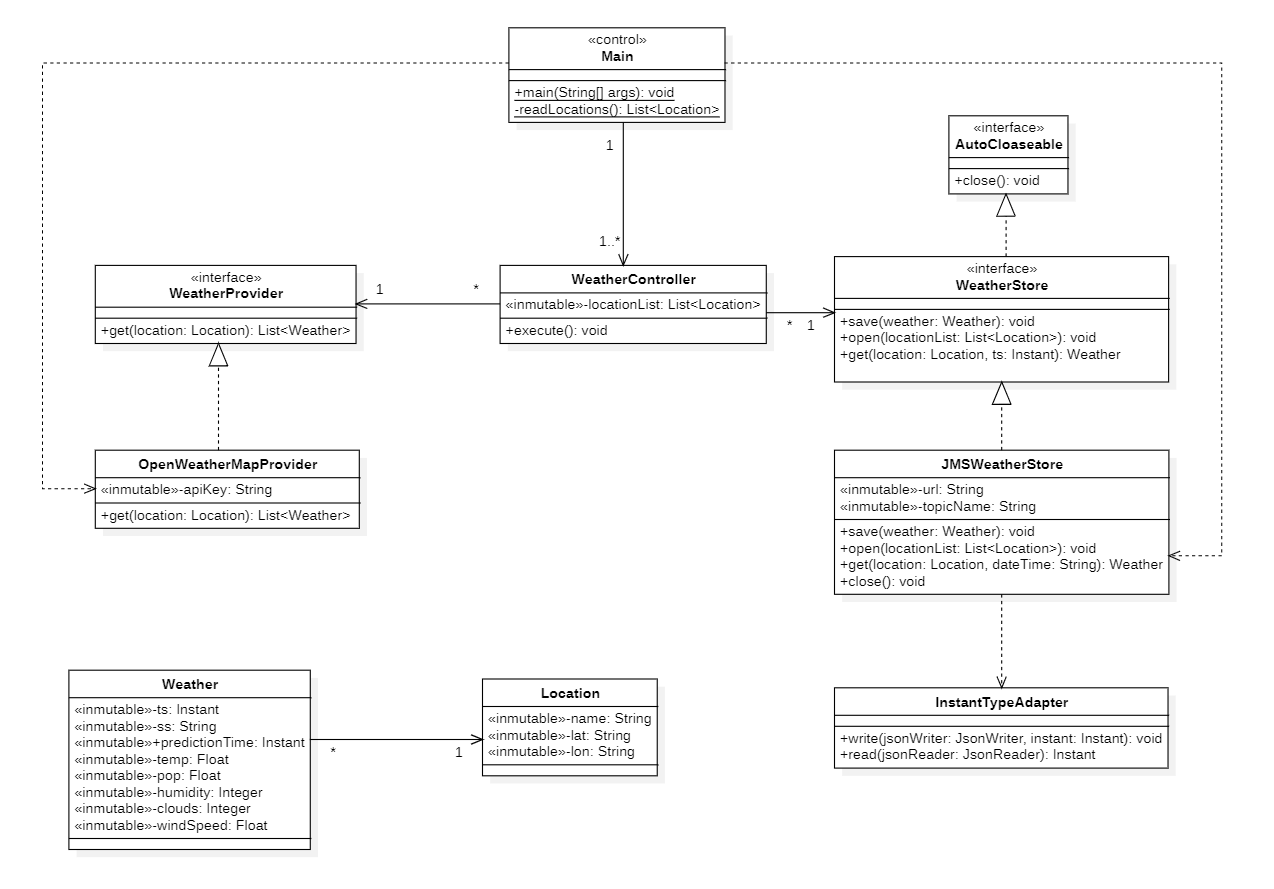 «control»
Main
+main(String[] args): void
-readLocations(): List<Location>
1
1..*
«interface»
AutoCloaseable
+close(): void
«interface»
WeatherProvider
+get(location: Location): List<Weather>
1
*
WeatherController
«inmutable»-locationList: List<Location>
+execute(): void
*
1
«interface»
WeatherStore
+save(weather: Weather): void
+open(locationList: List<Location>): void
+get(location: Location, ts: Instant): Weather
OpenWeatherMapProvider
«inmutable»-apiKey: String
+get(location: Location): List<Weather>
JMSWeatherStore
«inmutable»-url: String
«inmutable»-topicName: String
+save(weather: Weather): void
+open(locationList: List<Location>): void
+get(location: Location, dateTime: String): Weather
+close(): void
Weather
«inmutable»-ts: Instant
«inmutable»-ss: String
«inmutable»+predictionTime: Instant
«inmutable»-temp: Float
«inmutable»-pop: Float
«inmutable»-humidity: Integer
«inmutable»-clouds: Integer
«inmutable»-windSpeed: Float
*
1
Location
«inmutable»-name: String
«inmutable»-lat: String
«inmutable»-lon: String
InstantTypeAdapter
+write(jsonWriter: JsonWriter, instant: Instant): void
+read(jsonReader: JsonReader): Instant